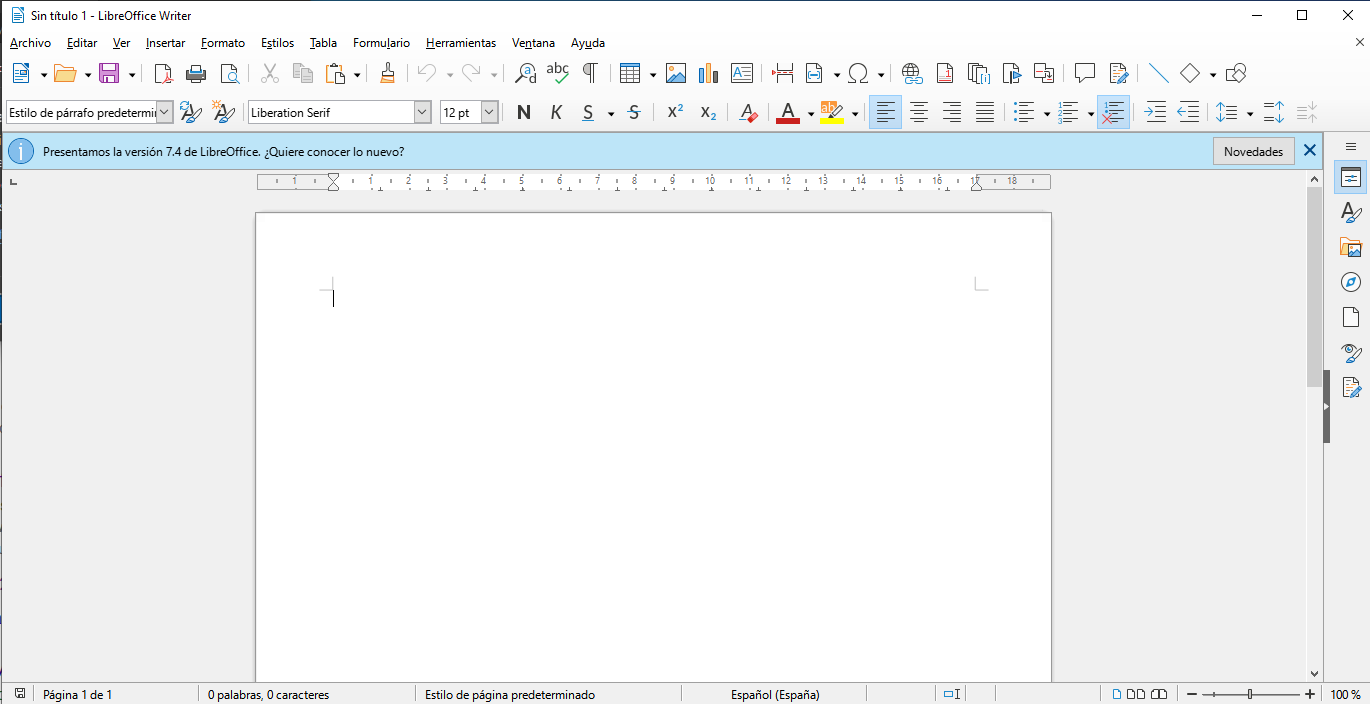 Sin título 1 - LibreOffice Writer
Archivo Editar Ver Insertar Formato Estilos Tabla Formulario Herramientas Ventana Ayuda
Estilo de párrafo predetermin Liberation Serif 12 pt N K S S X² X₂ A
Presentamos la versión 7.4 de LibreOffice. ¿Quiere conocer lo nuevo? Novedades
1 1 2 3 4 5 6 7 8 9 10 11 12 13 14 15 16 17 18
Página 1 de 1 0 palabras, 0 caracteres Estilo de página predeterminado Español (España) 100 %